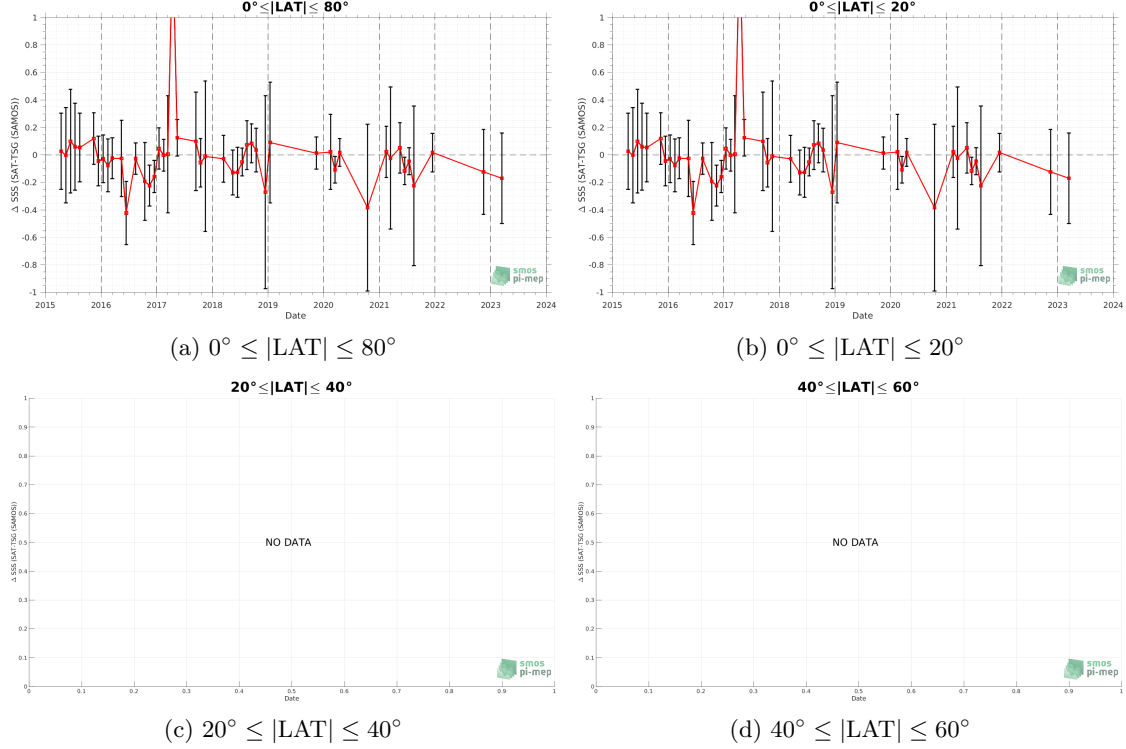 0°≤|LAT|≤ 80°
1
0.8
0.6
0.4
0.2
0
-0.2
-0.4
-0.6
-0.8
-1
Δ SSS (SAT-TSG (SAMOS))
2015 2016 2017 2018 2019 2020 2021 2022 2023 2024
Date
smos
pi-mep
(a) 0° ≤ |LAT| ≤ 80°
0°≤|LAT|≤ 20°
1
0.8
0.6
0.4
0.2
0
-0.2
-0.4
-0.6
-0.8
-1
Δ SSS (SAT-TSG (SAMOS))
2015 2016 2017 2018 2019 2020 2021 2022 2023 2024
Date
smos
pi-mep
(b) 0° ≤ |LAT| ≤ 20°
20°≤|LAT|≤ 40°
1
0.9
0.8
0.7
0.6
0.5
0.4
0.3
0.2
0.1
0
Δ SSS (SAT-TSG (SAMOS))
NO DATA
0 0.1 0.2 0.3 0.4 0.5 0.6 0.7 0.8 0.9 1
Date
smos
pi-mep
(c) 20° ≤ |LAT| ≤ 40°
40°≤|LAT|≤ 60°
1
0.9
0.8
0.7
0.6
0.5
0.4
0.3
0.2
0.1
0
Δ SSS (SAT-TSG (SAMOS))
NO DATA
0 0.1 0.2 0.3 0.4 0.5 0.6 0.7 0.8 0.9 1
Date
smos
pi-mep
(d) 40° ≤ |LAT| ≤ 60°